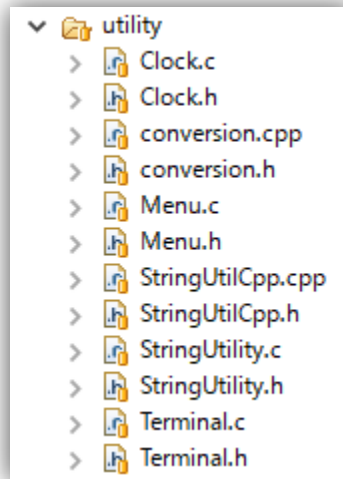 utility
Clock.c
Clock.h
conversion.cpp
conversion.h
Menu.c
Menu.h
StringUtilCpp.cpp
StringUtilCpp.h
StringUtility.c
StringUtility.h
Terminal.c
Terminal.h